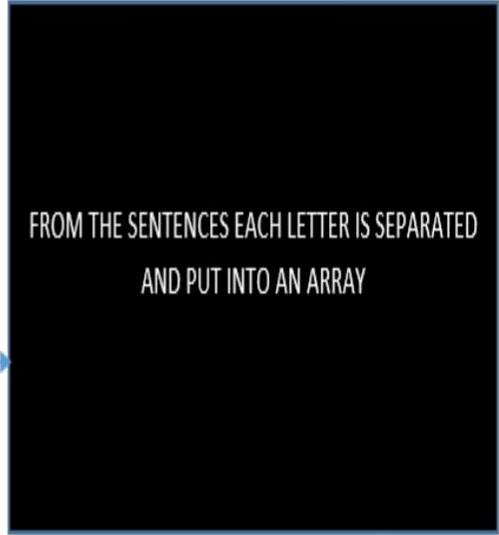 FROM THE SENTENCES EACH LETTER IS SEPARATED
AND PUT INTO AN ARRAY